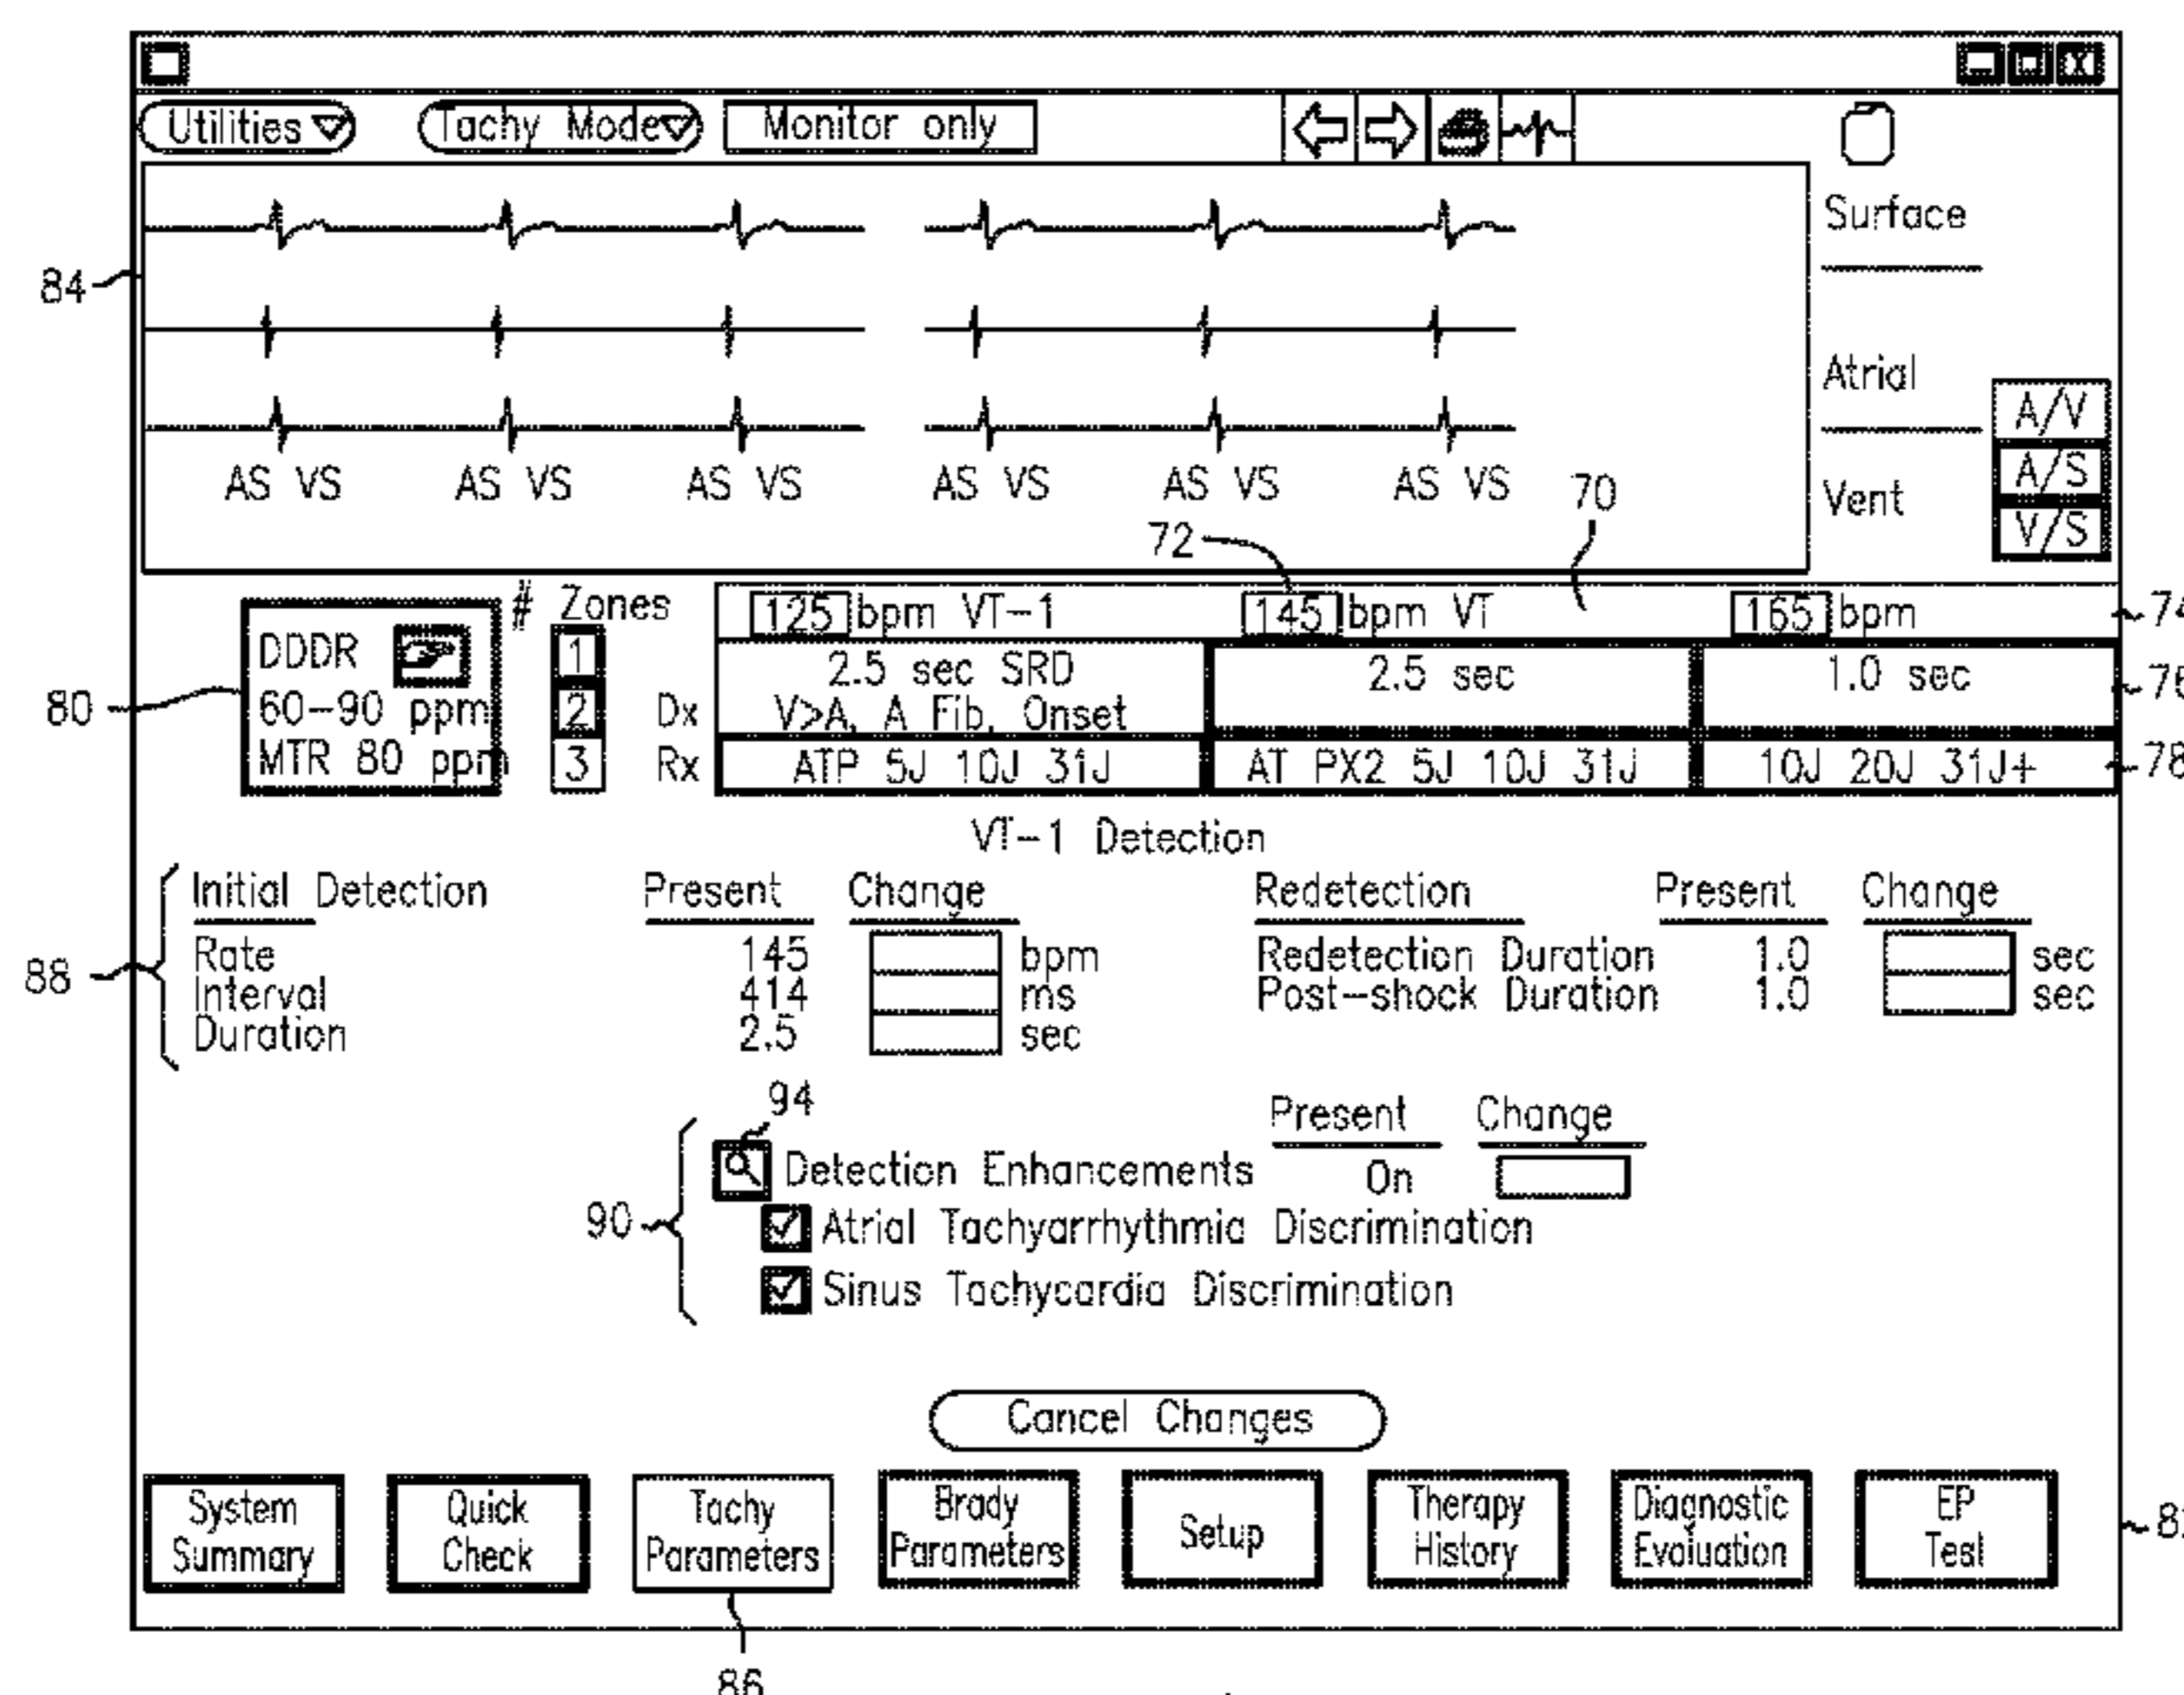 Utilities Tachy Mode Monitor only
Surface
84
Atrial
A/V
A/S
V/S
Vent
AS VS AS VS AS VS AS VS AS VS AS VS
70
72
# Zones 125 bpm VT-1 145 bpm VT 165 bpm 74
80
DDDR
60-90 ppm
MTR 80 ppm
1
2
3
Dx 2.5 sec SRD 2.5 sec 1.0 sec 76
V>A, A Fib, Onset
Rx ATP 5J 10J 31J AT PX2 5J 10J 31J 10J 20J 31J+ 78
VT-1 Detection
Initial Detection Present Change Redetection Present Change
88
Rate 145 bpm Redetection Duration 1.0 sec
Interval 414 ms Post-shock Duration 1.0 sec
Duration 2.5 sec
94
Present Change
90
Detection Enhancements On
Atrial Tachyarrhythmia Discrimination
Sinus Tachycardia Discrimination
Cancel Changes
System Summary
Quick Check
Tachy Parameters
Brady Parameters
Setup
Therapy History
Diagnostic Evaluation
EP Test
86